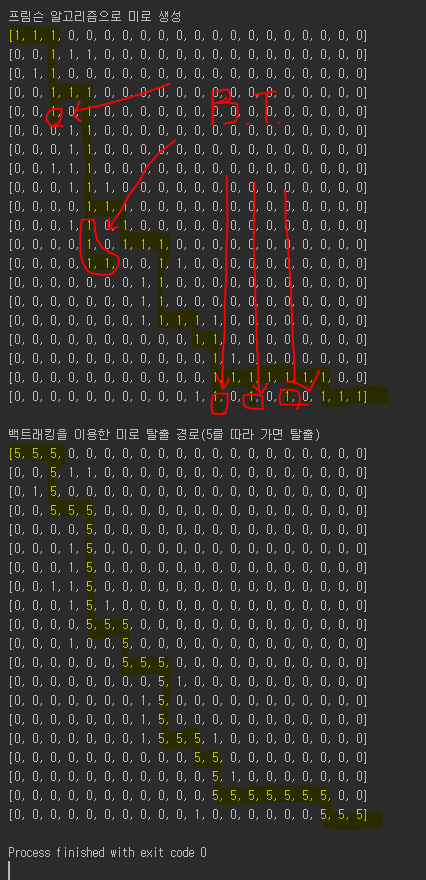 프림슨 알고리즘으로 미로 생성
[1, 1, 1, 0, 0, 0, 0, 0, 0, 0, 0, 0, 0, 0, 0, 0, 0, 0, 0, 0]
[0, 0, 1, 1, 1, 0, 0, 0, 0, 0, 0, 0, 0, 0, 0, 0, 0, 0, 0, 0]
[0, 1, 1, 0, 0, 0, 0, 0, 0, 0, 0, 0, 0, 0, 0, 0, 0, 0, 0, 0]
[0, 0, 1, 1, 1, 0, 0, 0, 0, 0, 0, 0, 0, 0, 0, 0, 0, 0, 0, 0]
B.T.
[0, 0, 0, 0, 1, 0, 0, 0, 0, 0, 0, 0, 0, 0, 0, 0, 0, 0, 0, 0]
[0, 0, 0, 1, 1, 0, 0, 0, 0, 0, 0, 0, 0, 0, 0, 0, 0, 0, 0, 0]
[0, 0, 0, 1, 1, 0, 0, 0, 0, 0, 0, 0, 0, 0, 0, 0, 0, 0, 0, 0]
[0, 0, 1, 1, 1, 0, 0, 0, 0, 0, 0, 0, 0, 0, 0, 0, 0, 0, 0, 0]
[0, 0, 0, 1, 1, 1, 0, 0, 0, 0, 0, 0, 0, 0, 0, 0, 0, 0, 0, 0]
[0, 0, 0, 0, 1, 1, 1, 0, 0, 0, 0, 0, 0, 0, 0, 0, 0, 0, 0, 0]
[0, 0, 0, 1, 1, 0, 1, 0, 0, 0, 0, 0, 0, 0, 0, 0, 0, 0, 0, 0]
[0, 0, 0, 0, 1, 0, 1, 1, 1, 0, 0, 0, 0, 0, 0, 0, 0, 0, 0, 0]
[0, 0, 0, 0, 1, 1, 0, 0, 1, 1, 0, 0, 0, 0, 0, 0, 0, 0, 0, 0]
[0, 0, 0, 0, 0, 0, 0, 1, 1, 0, 0, 0, 0, 0, 0, 0, 0, 0, 0, 0]
[0, 0, 0, 0, 0, 0, 0, 1, 1, 0, 0, 0, 0, 0, 0, 0, 0, 0, 0, 0]
[0, 0, 0, 0, 0, 0, 0, 1, 1, 1, 1, 1, 0, 0, 0, 0, 0, 0, 0, 0]
[0, 0, 0, 0, 0, 0, 0, 0, 0, 0, 1, 1, 0, 0, 0, 0, 0, 0, 0, 0]
[0, 0, 0, 0, 0, 0, 0, 0, 0, 0, 0, 1, 1, 0, 0, 0, 0, 0, 0, 0]
[0, 0, 0, 0, 0, 0, 0, 0, 0, 0, 0, 1, 1, 1, 1, 1, 1, 1, 0, 0]
[0, 0, 0, 0, 0, 0, 0, 0, 0, 0, 1, 1, 0, 1, 0, 1, 0, 1, 1, 1]
백트래킹을 이용한 미로 탈출 경로(5를 따라 가면 탈출)
[5, 5, 5, 0, 0, 0, 0, 0, 0, 0, 0, 0, 0, 0, 0, 0, 0, 0, 0, 0]
[0, 0, 5, 1, 1, 0, 0, 0, 0, 0, 0, 0, 0, 0, 0, 0, 0, 0, 0, 0]
[0, 1, 5, 0, 0, 0, 0, 0, 0, 0, 0, 0, 0, 0, 0, 0, 0, 0, 0, 0]
[0, 0, 5, 5, 5, 0, 0, 0, 0, 0, 0, 0, 0, 0, 0, 0, 0, 0, 0, 0]
[0, 0, 0, 0, 5, 0, 0, 0, 0, 0, 0, 0, 0, 0, 0, 0, 0, 0, 0, 0]
[0, 0, 0, 1, 5, 0, 0, 0, 0, 0, 0, 0, 0, 0, 0, 0, 0, 0, 0, 0]
[0, 0, 0, 1, 5, 0, 0, 0, 0, 0, 0, 0, 0, 0, 0, 0, 0, 0, 0, 0]
[0, 0, 1, 1, 5, 0, 0, 0, 0, 0, 0, 0, 0, 0, 0, 0, 0, 0, 0, 0]
[0, 0, 0, 1, 5, 1, 0, 0, 0, 0, 0, 0, 0, 0, 0, 0, 0, 0, 0, 0]
[0, 0, 0, 0, 5, 5, 5, 0, 0, 0, 0, 0, 0, 0, 0, 0, 0, 0, 0, 0]
[0, 0, 0, 1, 0, 0, 5, 0, 0, 0, 0, 0, 0, 0, 0, 0, 0, 0, 0, 0]
[0, 0, 0, 0, 0, 0, 5, 5, 5, 0, 0, 0, 0, 0, 0, 0, 0, 0, 0, 0]
[0, 0, 0, 0, 0, 0, 0, 0, 5, 1, 0, 0, 0, 0, 0, 0, 0, 0, 0, 0]
[0, 0, 0, 0, 0, 0, 0, 1, 5, 0, 0, 0, 0, 0, 0, 0, 0, 0, 0, 0]
[0, 0, 0, 0, 0, 0, 0, 1, 5, 0, 0, 0, 0, 0, 0, 0, 0, 0, 0, 0]
[0, 0, 0, 0, 0, 0, 0, 1, 5, 5, 5, 1, 0, 0, 0, 0, 0, 0, 0, 0]
[0, 0, 0, 0, 0, 0, 0, 0, 0, 0, 5, 5, 0, 0, 0, 0, 0, 0, 0, 0]
[0, 0, 0, 0, 0, 0, 0, 0, 0, 0, 0, 5, 1, 0, 0, 0, 0, 0, 0, 0]
[0, 0, 0, 0, 0, 0, 0, 0, 0, 0, 0, 5, 5, 5, 5, 5, 5, 5, 0, 0]
[0, 0, 0, 0, 0, 0, 0, 0, 0, 0, 1, 0, 0, 0, 0, 0, 0, 5, 5, 5]
Process finished with exit code 0